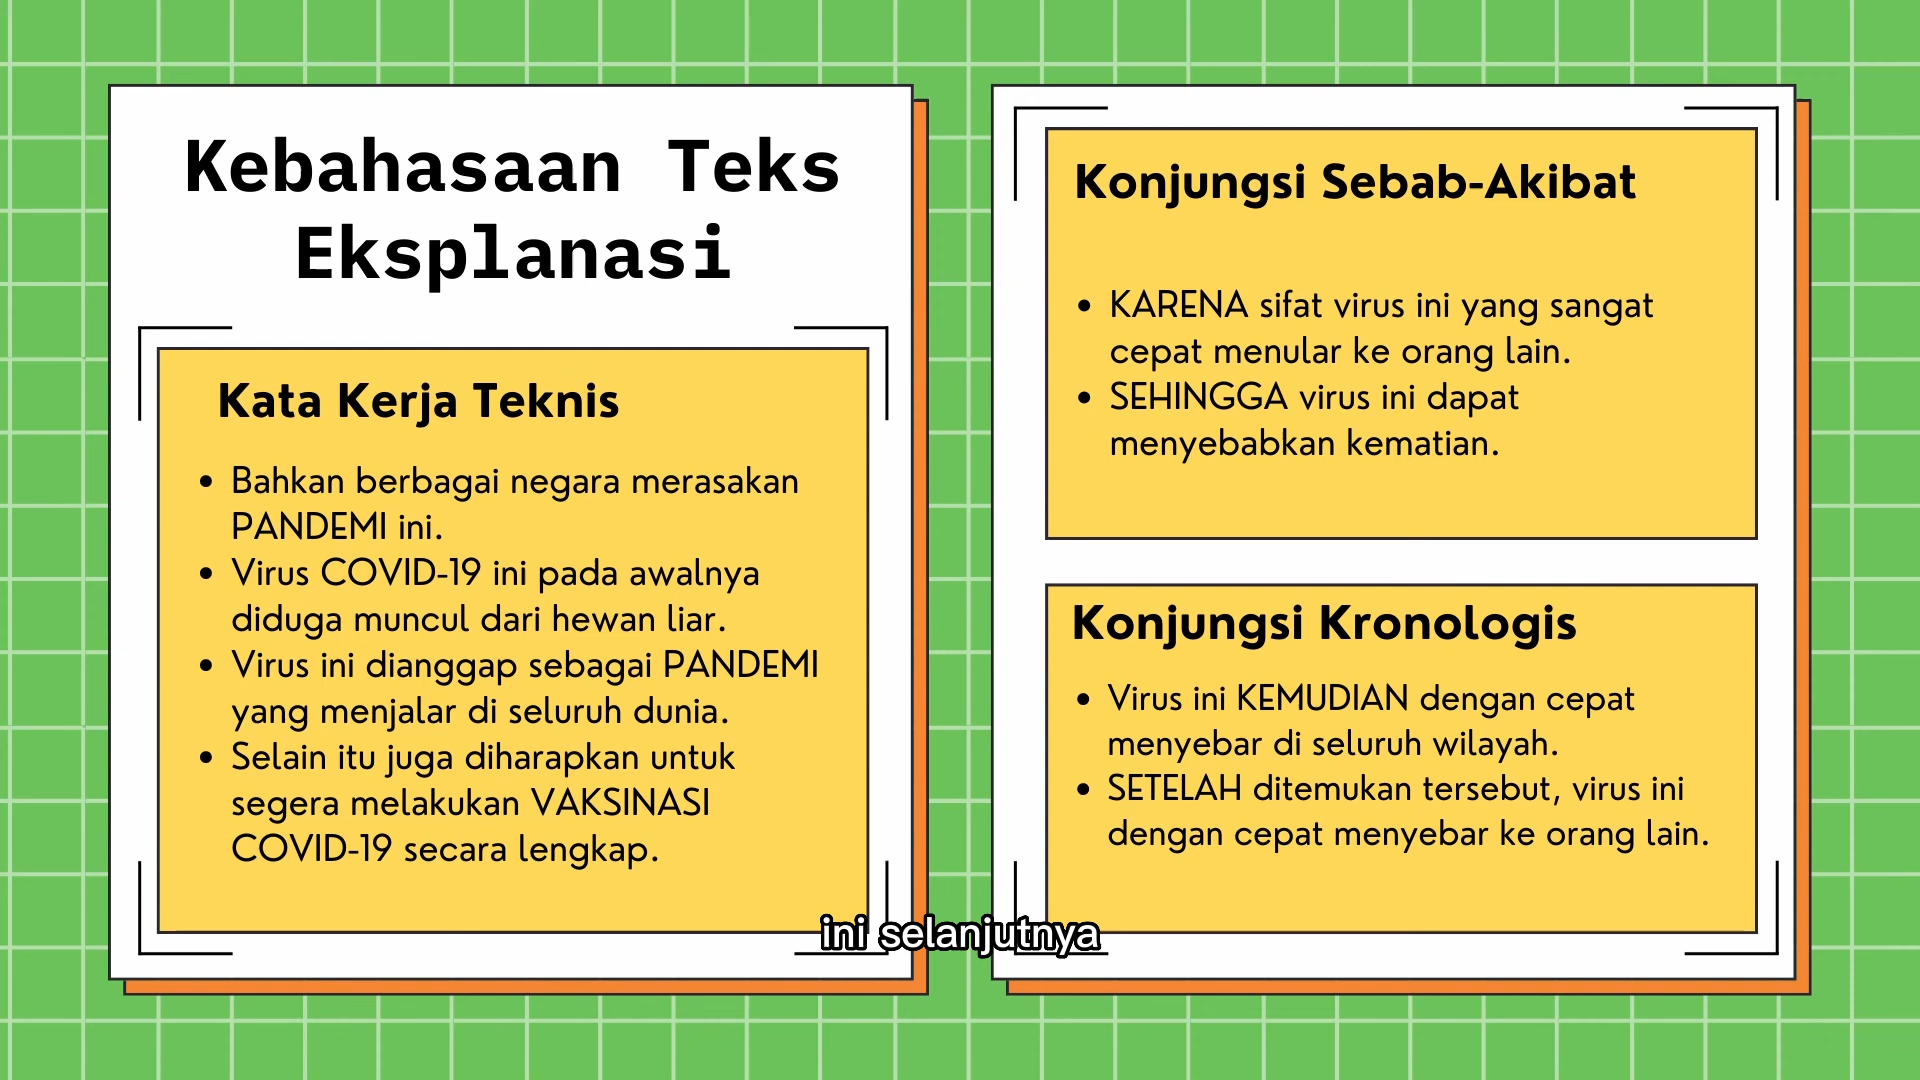 Kebahasaan Teks
Eksplanasi
Kata Kerja Teknis
• Bahkan berbagai negara merasakan
PANDEMI ini.
• Virus COVID-19 ini pada awalnya
diduga muncul dari hewan liar.
• Virus ini dianggap sebagai PANDEMI
yang menjalar di seluruh dunia.
• Selain itu juga diharapkan untuk
segera melakukan VAKSINASI
COVID-19 secara lengkap.
Konjungsi Sebab-Akibat
• KARENA sifat virus ini yang sangat
cepat menular ke orang lain.
• SEHINGGA virus ini dapat
menyebabkan kematian.
Konjungsi Kronologis
• Virus ini KEMUDIAN dengan cepat
menyebar di seluruh wilayah.
• SETELAH ditemukan tersebut, virus ini
dengan cepat menyebar ke orang lain.
ini selanjutnya